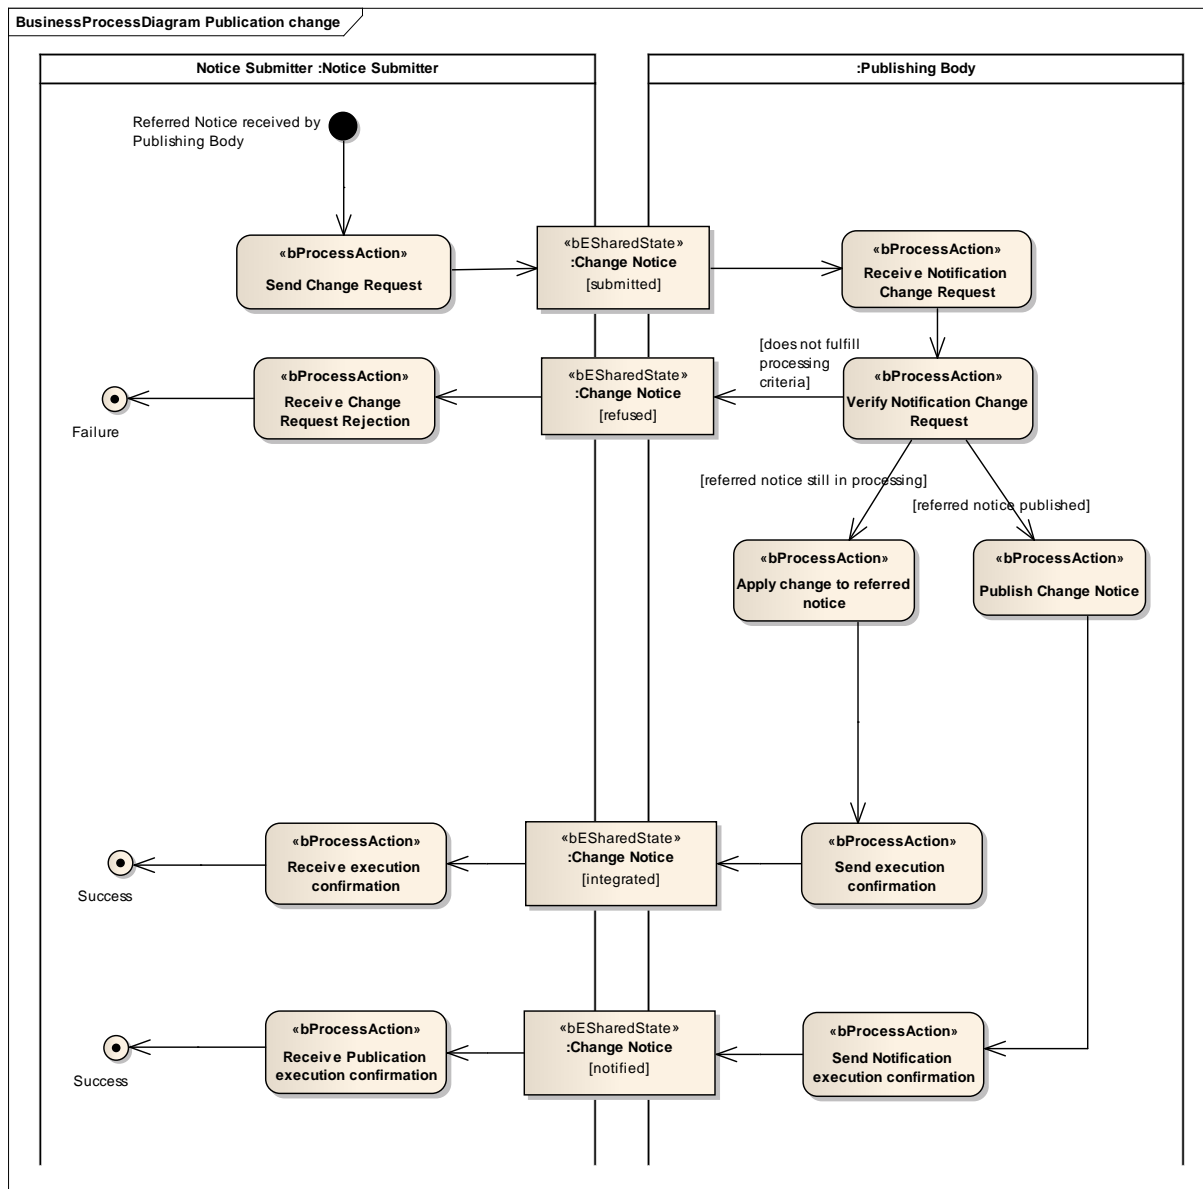 BusinessProcessDiagram Publication change
Notice Submitter :Notice Submitter
:Publishing Body
Referred Notice received by
Publishing Body
«bProcessAction»
Send Change Request
«bESharedState»
:Change Notice
[submitted]
«bProcessAction»
Receive Notification
Change Request
[does not fulfill
processing
criteria]
«bProcessAction»
Verify Notification Change
Request
«bESharedState»
:Change Notice
[refused]
«bProcessAction»
Receive Change
Request Rejection
Failure
[referred notice still in processing]
[referred notice published]
«bProcessAction»
Apply change to referred
notice
«bProcessAction»
Publish Change Notice
«bProcessAction»
Send execution
confirmation
«bESharedState»
:Change Notice
[integrated]
«bProcessAction»
Receive execution
confirmation
Success
«bProcessAction»
Send Notification
execution confirmation
«bESharedState»
:Change Notice
[notified]
«bProcessAction»
Receive Publication
execution confirmation
Success